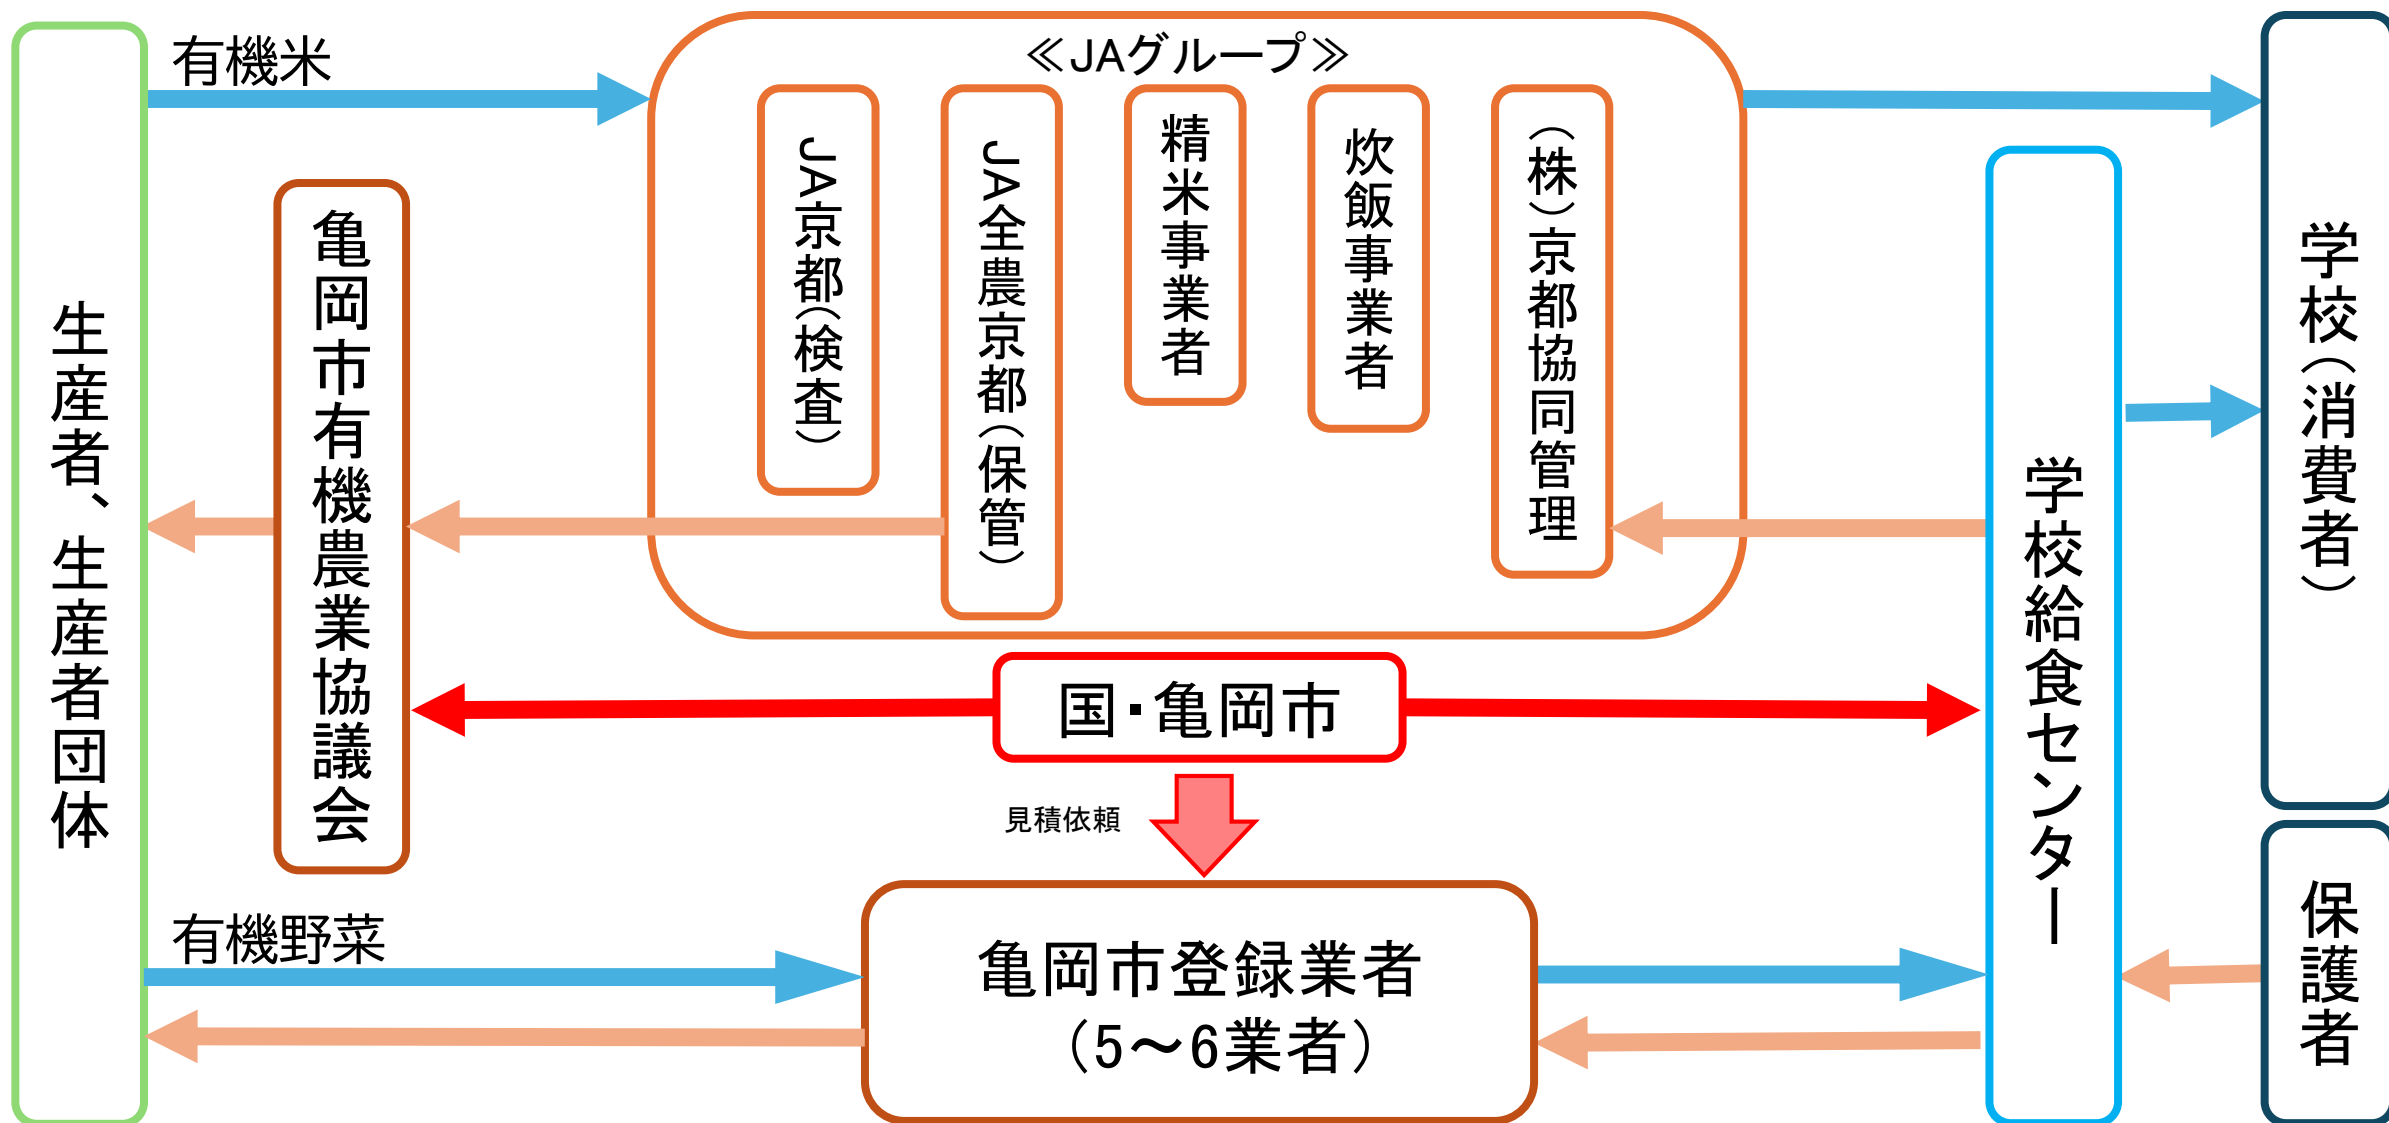 有機米
≪JAグループ≫
生産者、生産者団体
亀岡市有機農業協議会
JA京都（検査）
JA全農京都（保管）
精米事業者
炊飯事業者
（株）京都協同管理
学校給食センター
学校（消費者）
保護者
国・亀岡市
見積依頼
有機野菜
亀岡市登録業者
（5～6業者）